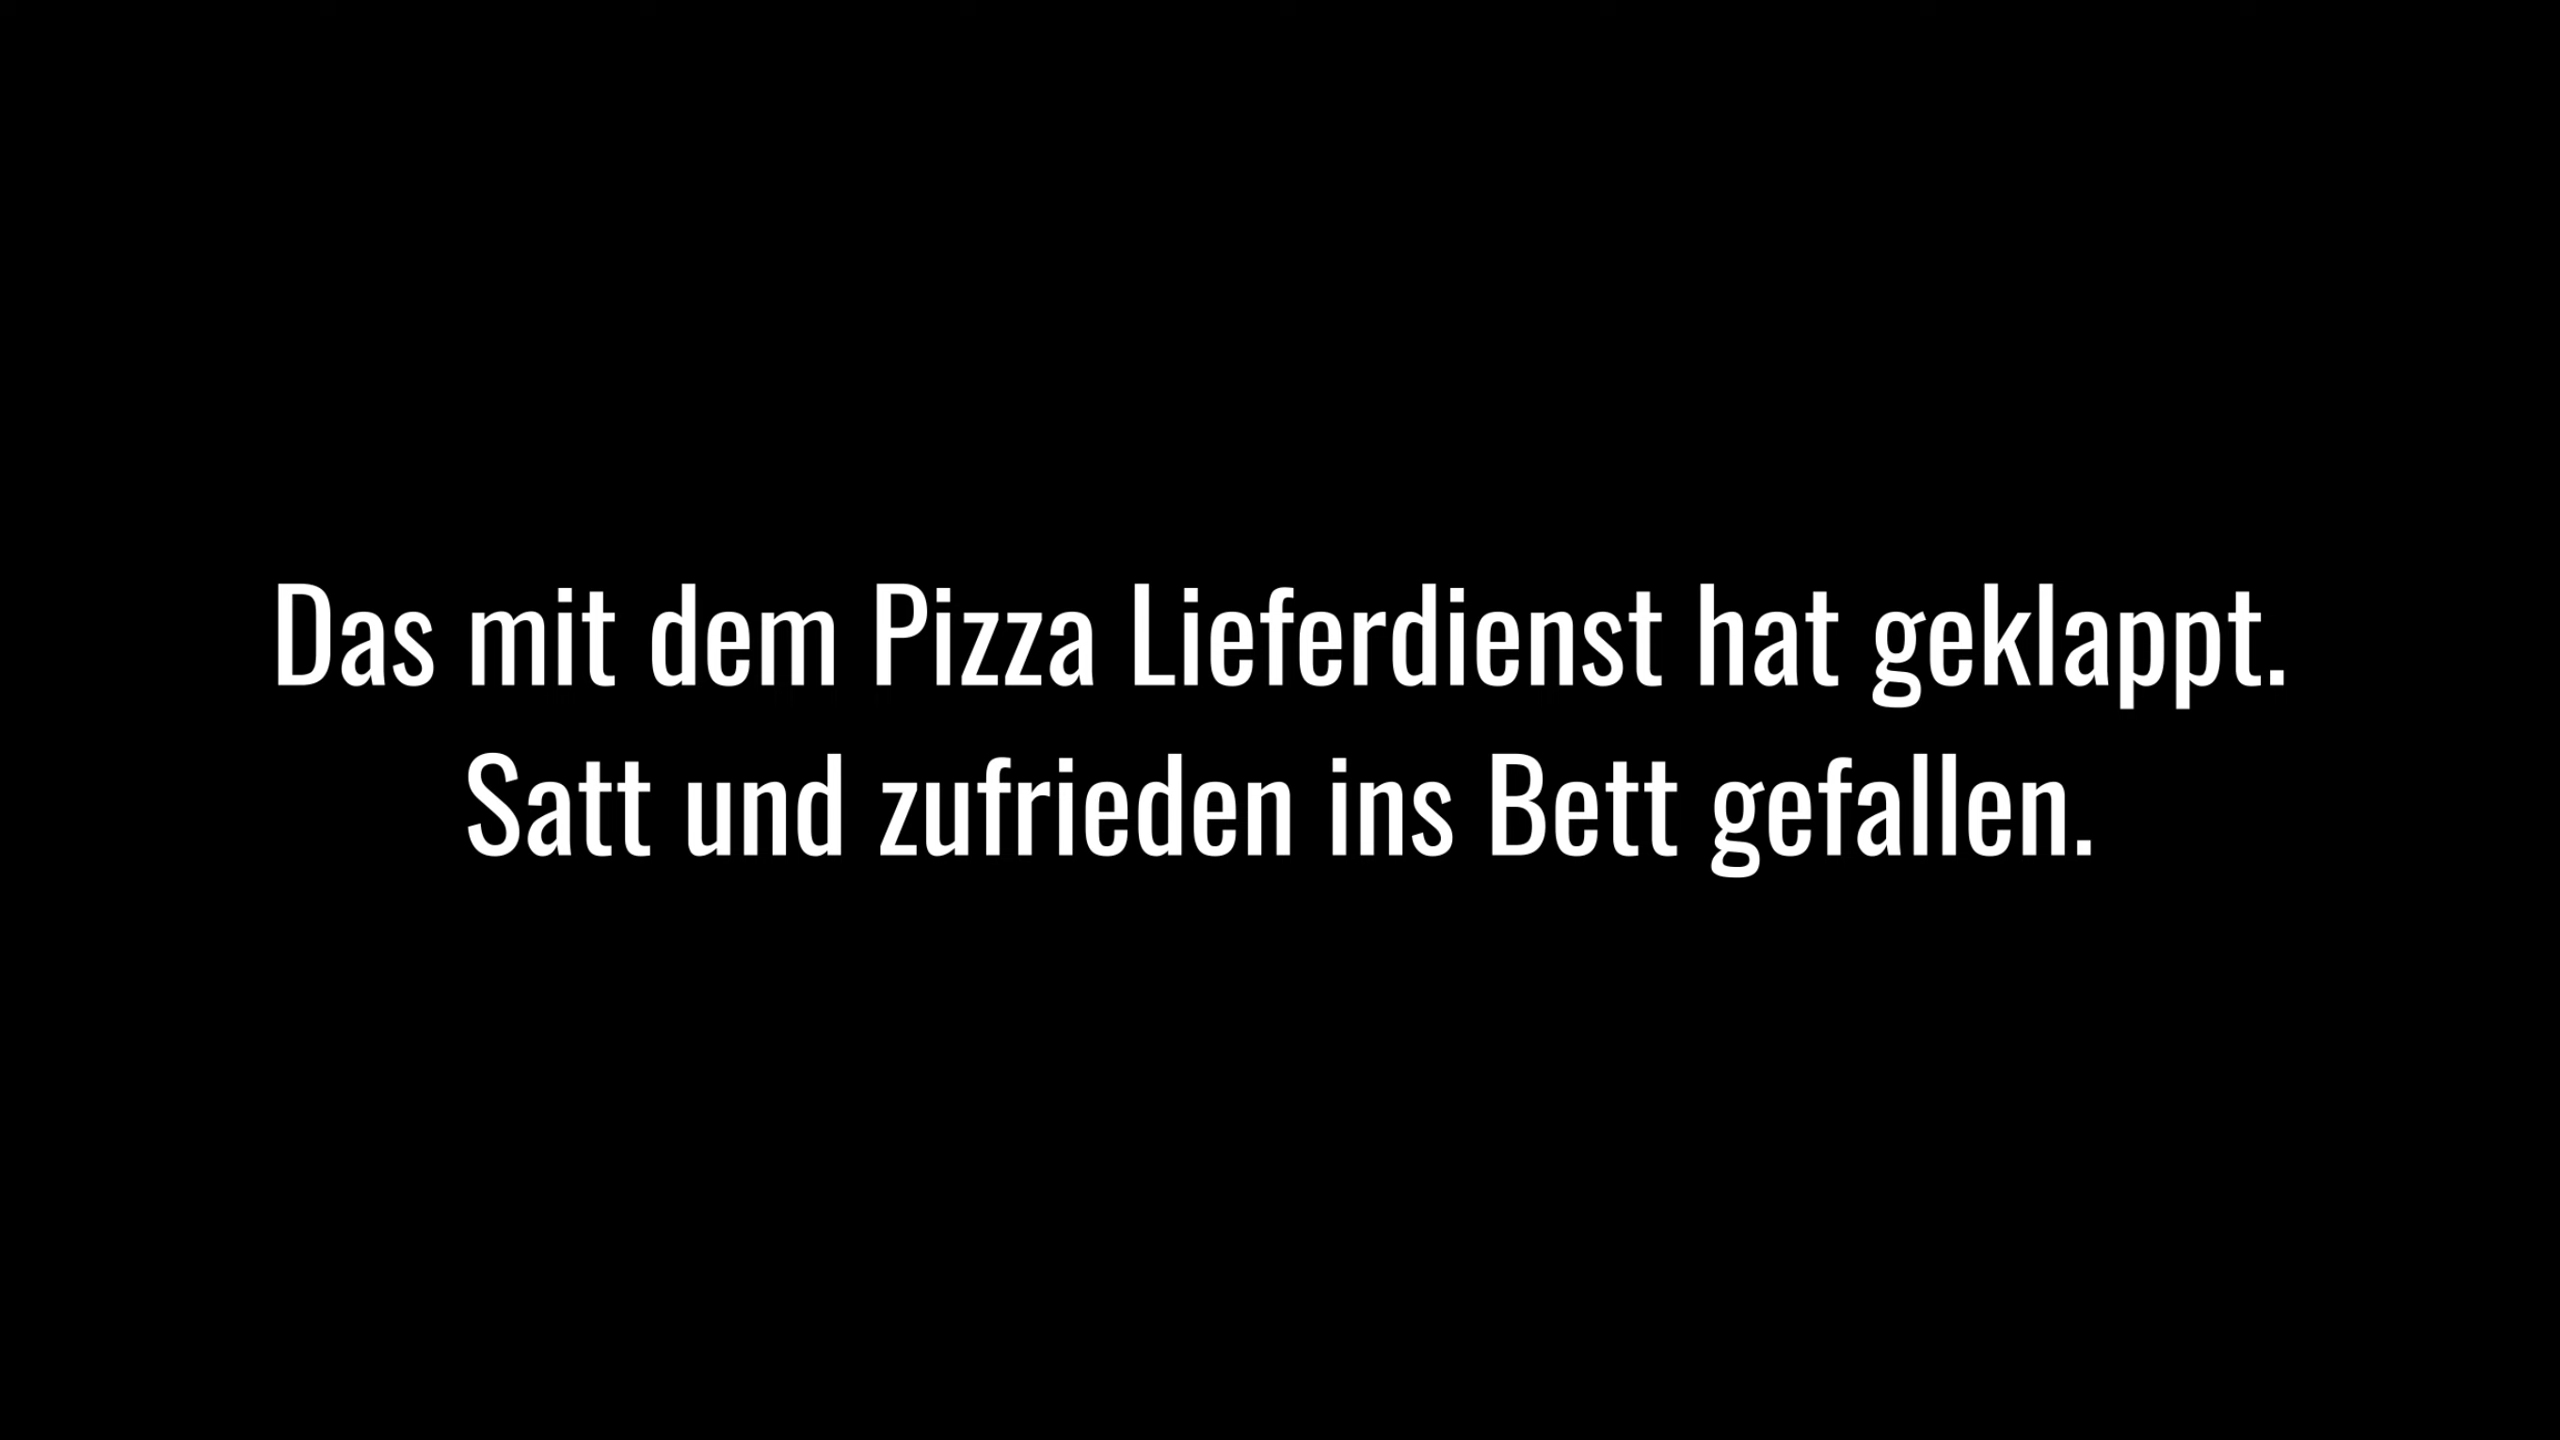 Das mit dem Pizza Lieferdienst hat geklappt.
Satt und zufrieden ins Bett gefallen.